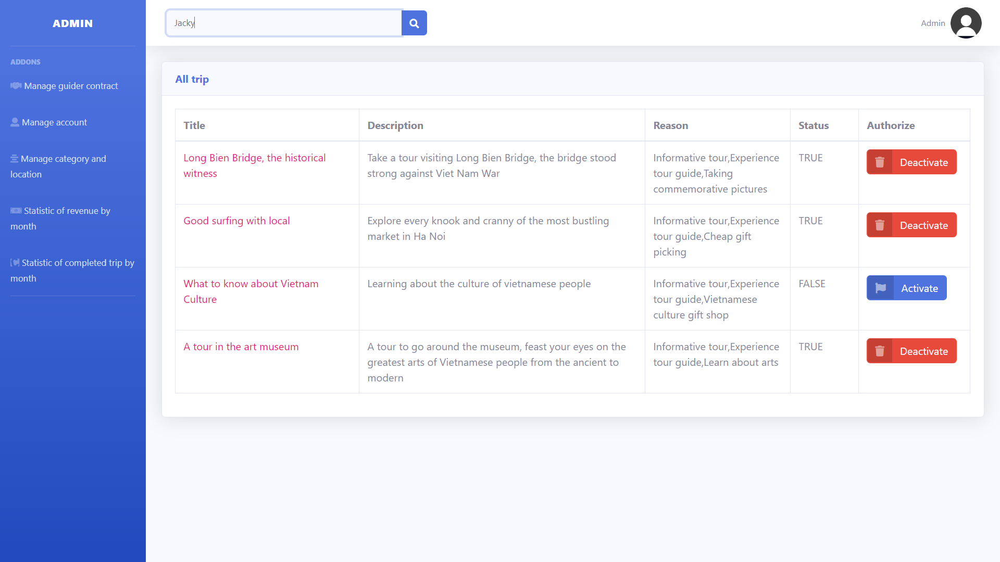 ADMIN
Jacky
Admin
ADDONS
Manage guider contract
Manage account
Manage category and
location
Statistic of revenue by
month
Statistic of completed trip by
month
All trip
Title Description Reason Status Authorize
Long Bien Bridge, the historical
witness
Take a tour visiting Long Bien Bridge, the bridge stood
strong against Viet Nam War
Informative tour,Experience
tour guide,Taking
commemorative pictures
TRUE
Deactivate
Good surfing with local
Explore every knook and cranny of the most bustling
market in Ha Noi
Informative tour,Experience
tour guide,Cheap gift
picking
TRUE
Deactivate
What to know about Vietnam
Culture
Learning about the culture of vietnamese people
Informative tour,Experience
tour guide,Vietnamese
culture gift shop
FALSE
Activate
A tour in the art museum
A tour to go around the museum, feast your eyes on the
greatest arts of Vietnamese people from the ancient to
modern
Informative tour,Experience
tour guide,Learn about arts
TRUE
Deactivate